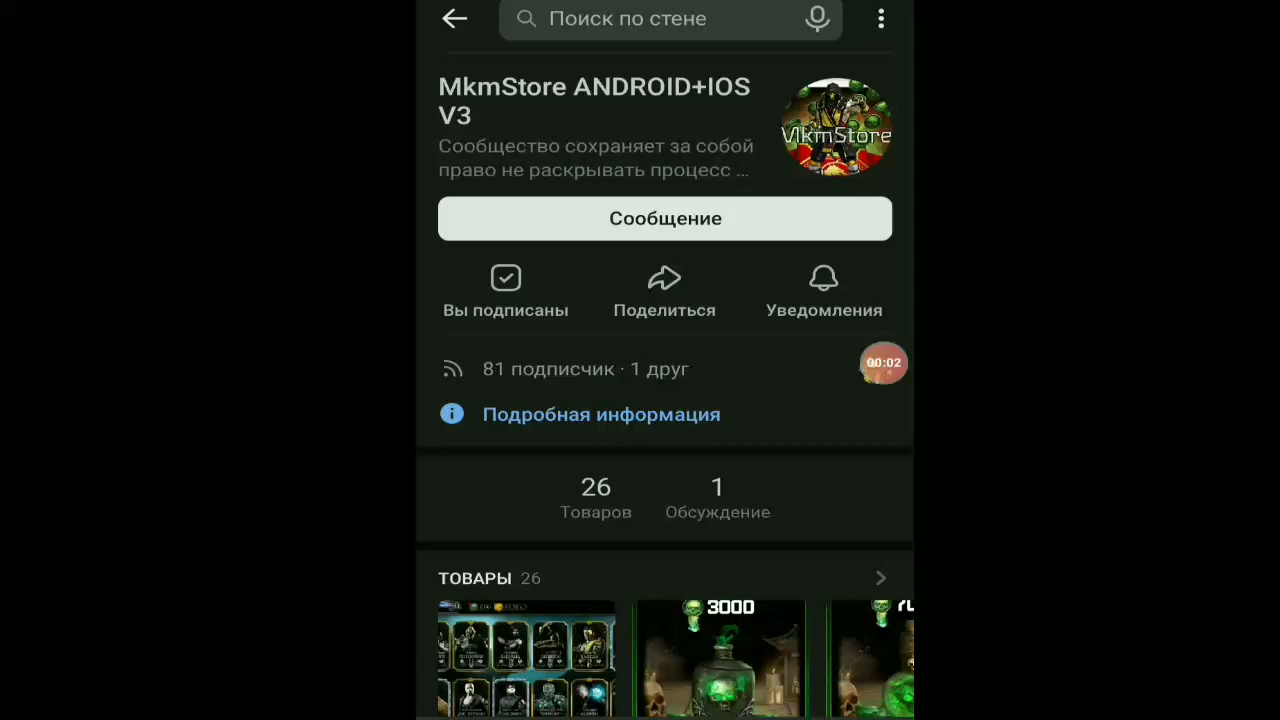 Поиск по стене
MkmStore ANDROID+IOS
V3
Сообщество сохраняет за собой
право не раскрывать процесс ...
MkmStore
Сообщение
Вы подписаны
Поделиться
Уведомления
81 подписчик · 1 друг
00:02
Подробная информация
26
1
Товаров
Обсуждение
ТОВАРЫ 26
3000